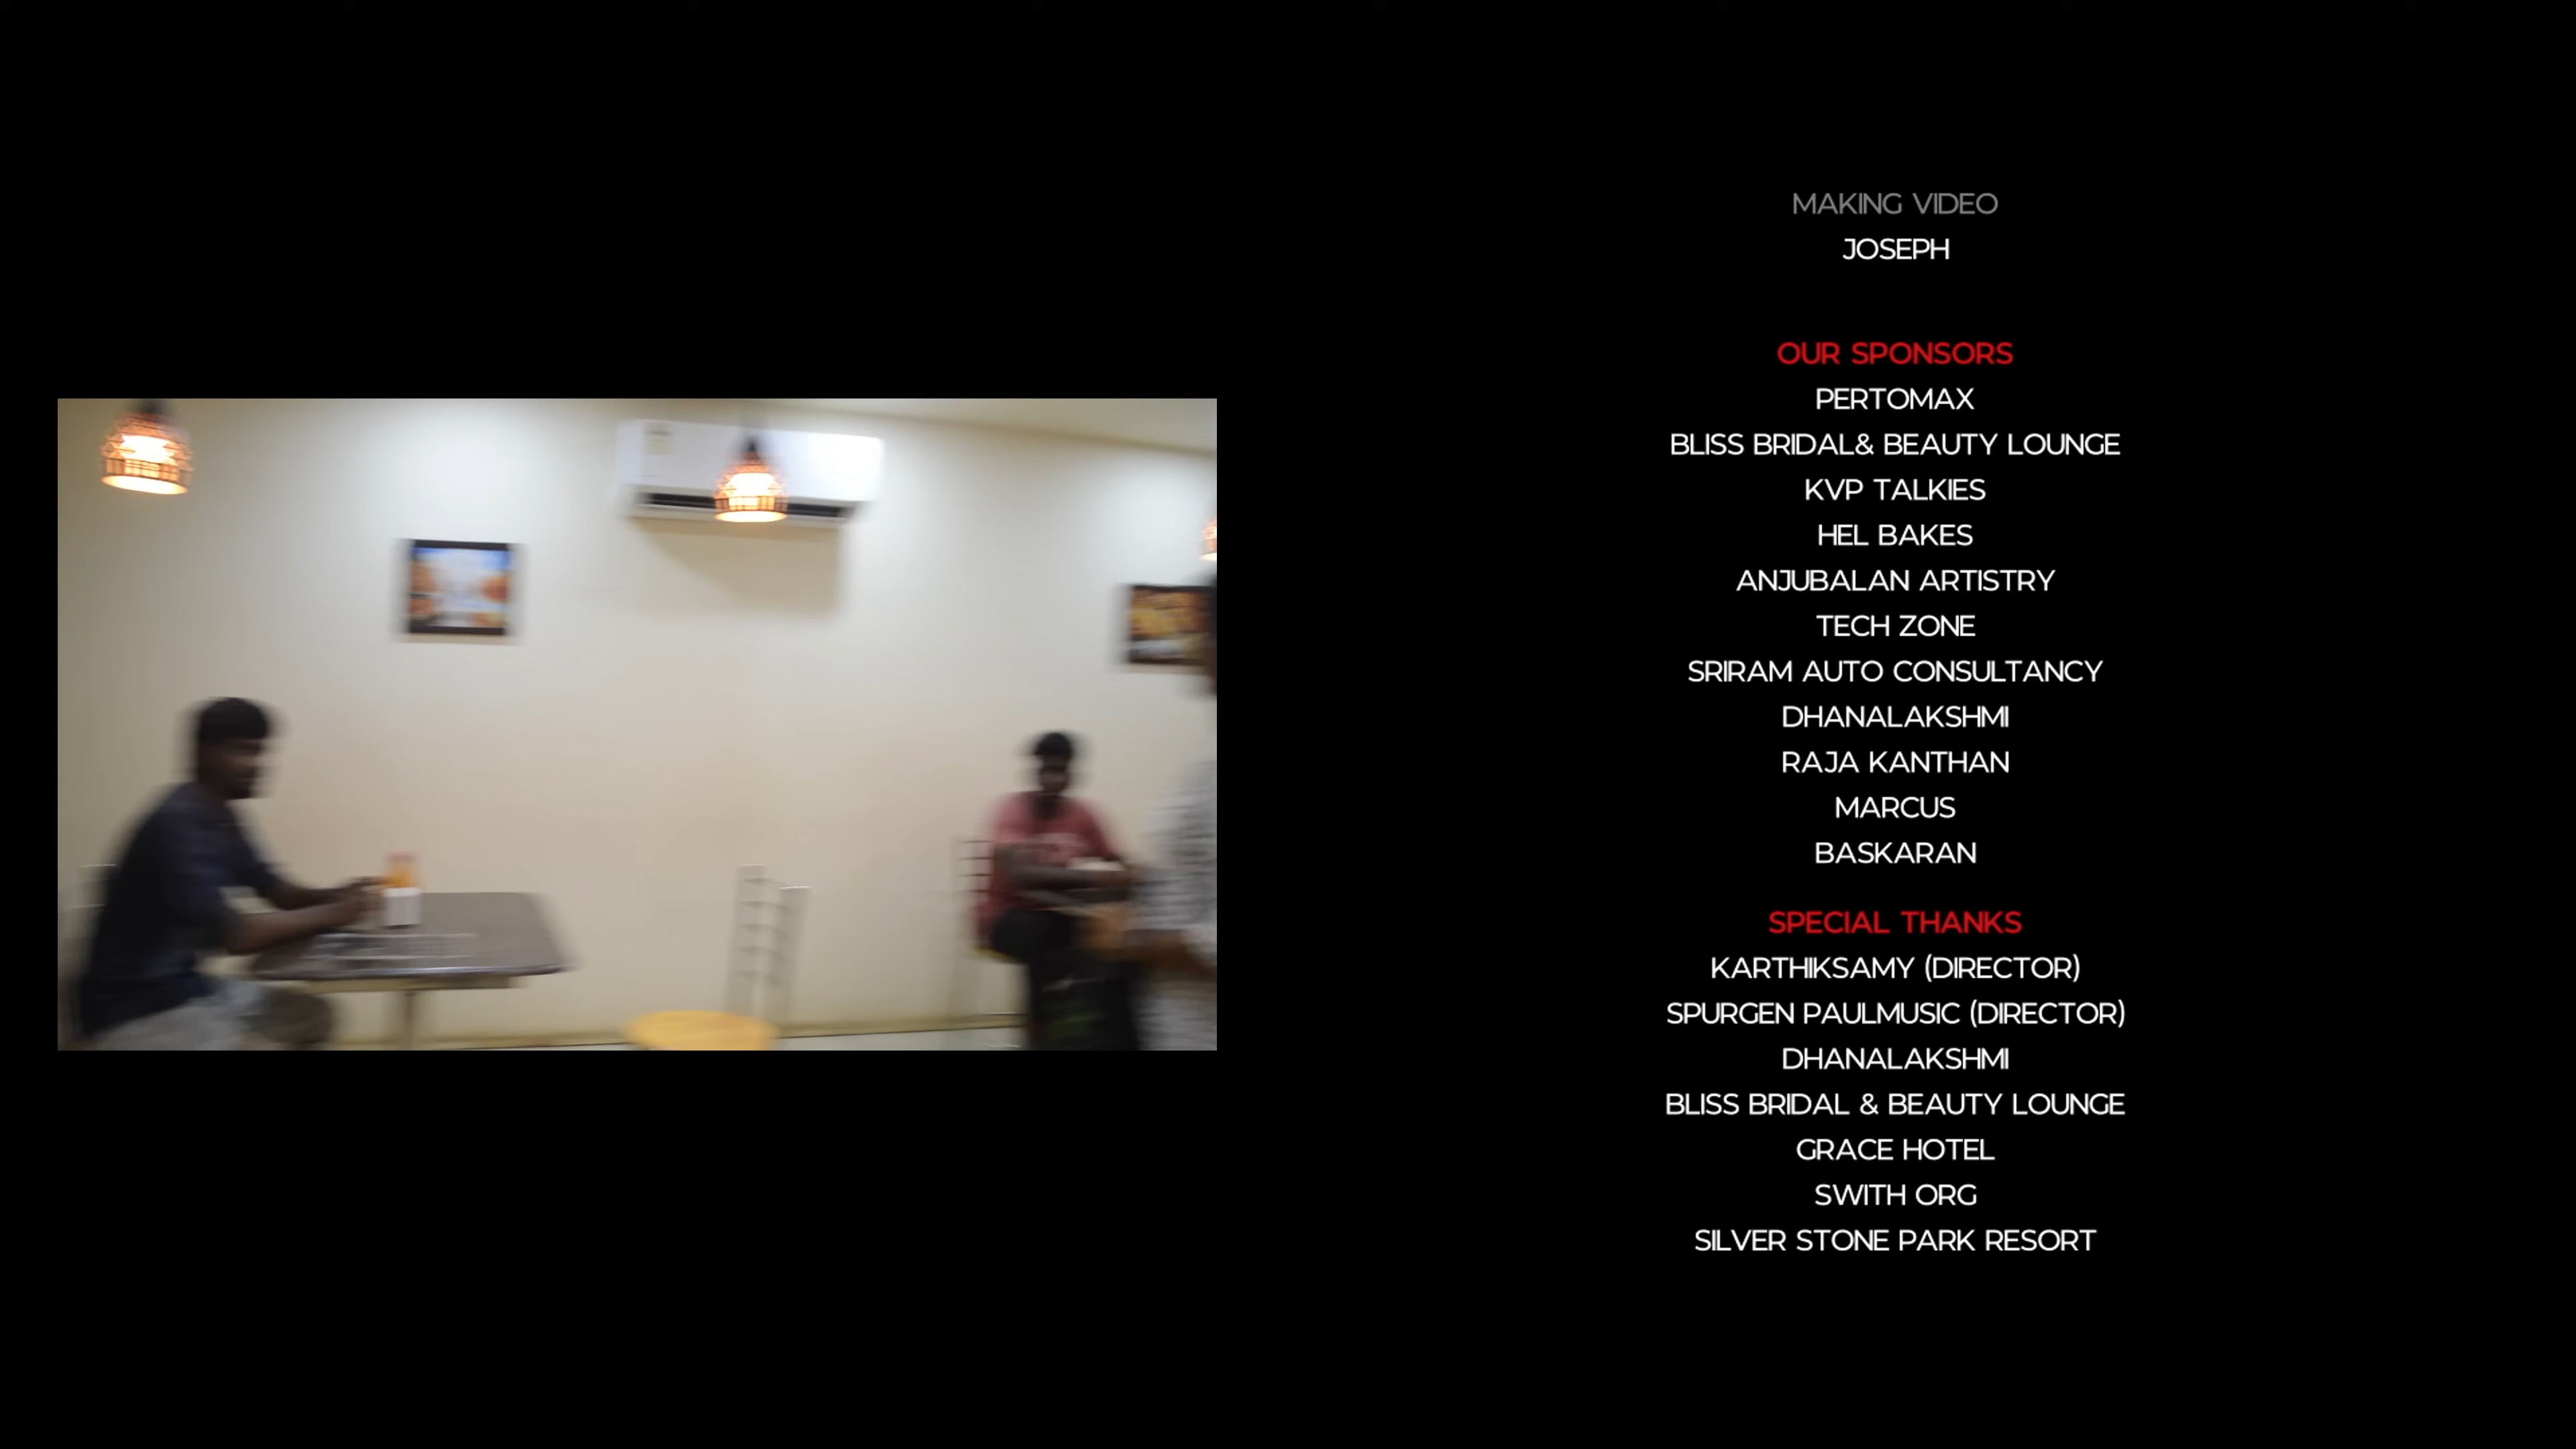 MAKING VIDEO
JOSEPH
OUR SPONSORS
PERTOMAX
BLISS BRIDAL& BEAUTY LOUNGE
KVP TALKIES
HEL BAKES
ANJUBALAN ARTISTRY
TECH ZONE
SRIRAM AUTO CONSULTANCY
DHANALAKSHMI
RAJA KANTHAN
MARCUS
BASKARAN
SPECIAL THANKS
KARTHIKSAMY (DIRECTOR)
SPURGEN PAULMUSIC (DIRECTOR)
DHANALAKSHMI
BLISS BRIDAL & BEAUTY LOUNGE
GRACE HOTEL
SWITH ORG
SILVER STONE PARK RESORT